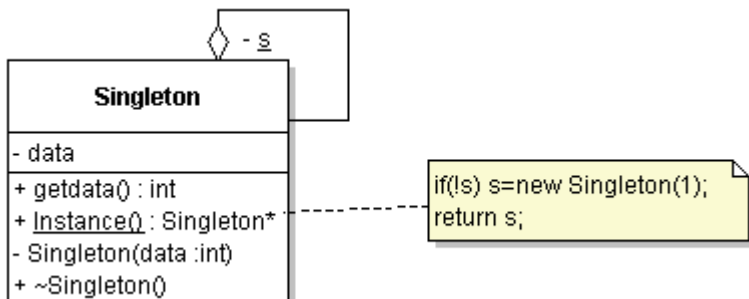 - s
Singleton
- data
+ getdata() : int
+ Instance() : Singleton*
- Singleton(data :int)
+ ~Singleton()
if(!s) s=new Singleton(1);
return s;